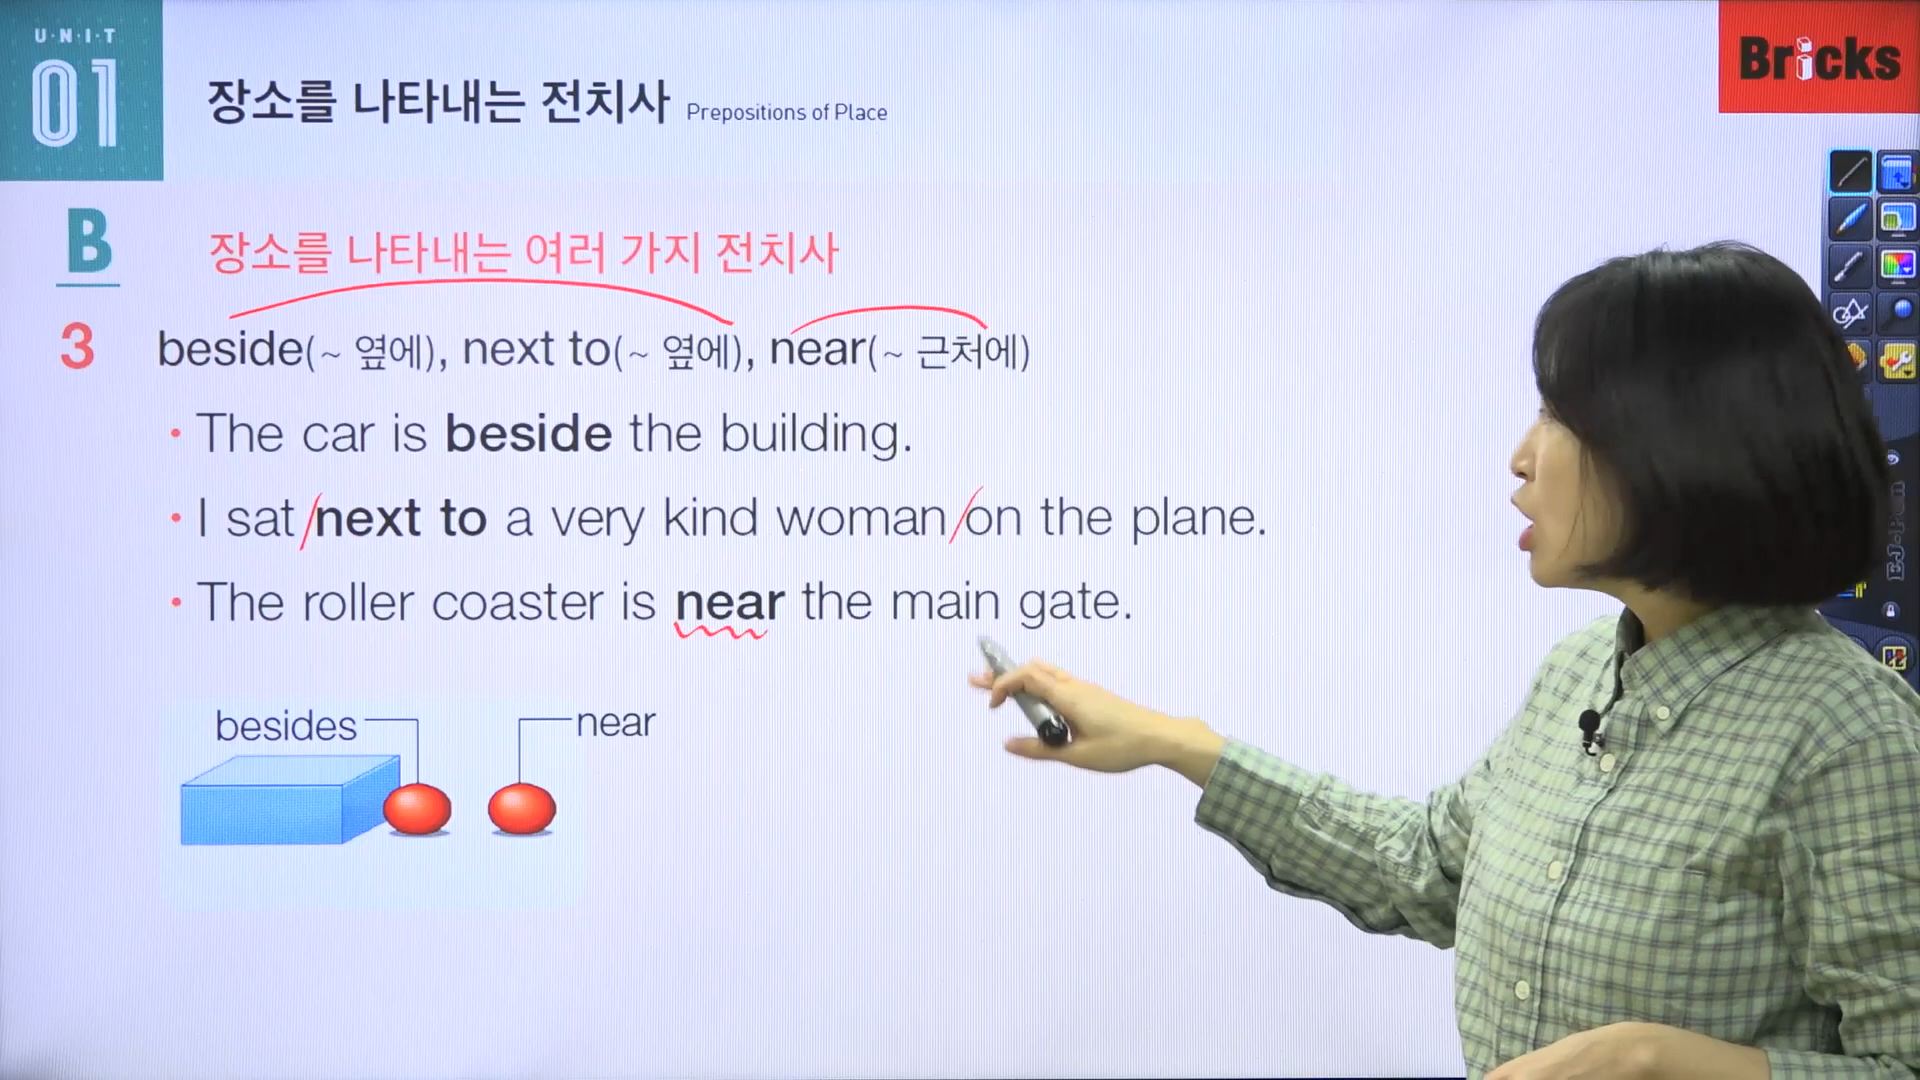 U·N·I·T
01
장소를 나타내는 전치사 Prepositions of Place
Bricks
B
장소를 나타내는 여러 가지 전치사
3 beside(~ 옆에), next to(~ 옆에), near(~ 근처에)
• The car is beside the building.
• I sat/next to a very kind woman/on the plane.
• The roller coaster is near the main gate.
besides
near